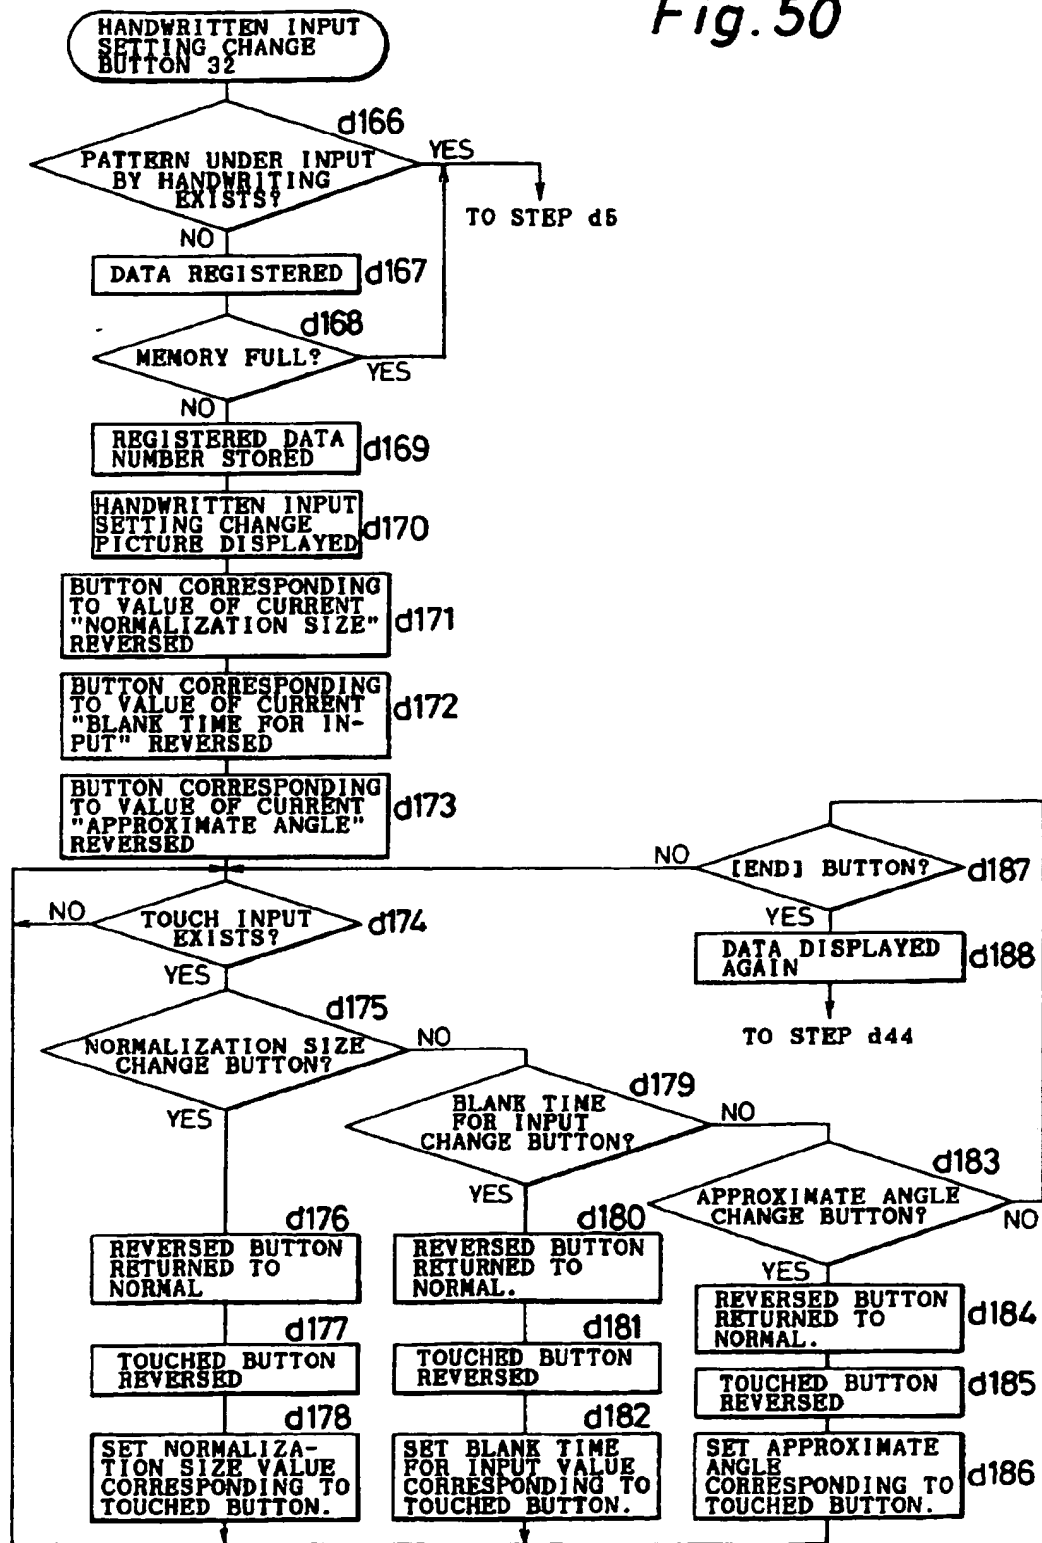 Fig. 50
HANDWRITTEN INPUT
SETTING CHANGE
BUTTON 32
d166
PATTERN UNDER INPUT
BY HANDWRITING
EXISTS?
YES
TO STEP d5
NO
DATA REGISTERED
d167
d168
MEMORY FULL?
YES
NO
REGISTERED DATA
NUMBER STORED
d169
HANDWRITTEN INPUT
SETTING CHANGE
PICTURE DISPLAYED
d170
BUTTON CORRESPONDING
TO VALUE OF CURRENT
"NORMALIZATION SIZE"
REVERSED
d171
BUTTON CORRESPONDING
TO VALUE OF CURRENT
"BLANK TIME FOR IN-
PUT" REVERSED
d172
BUTTON CORRESPONDING
TO VALUE OF CURRENT
"APPROXIMATE ANGLE"
REVERSED
d173
NO
[END] BUTTON?
d187
YES
DATA DISPLAYED
AGAIN
d188
TO STEP d44
NO
TOUCH INPUT
EXISTS?
d174
YES
d175
NORMALIZATION SIZE
CHANGE BUTTON?
NO
YES
d179
BLANK TIME
FOR INPUT
CHANGE BUTTON?
NO
YES
d183
APPROXIMATE ANGLE
CHANGE BUTTON?
NO
YES
d176
REVERSED BUTTON
RETURNED TO
NORMAL
d177
TOUCHED BUTTON
REVERSED
d178
SET NORMALIZA-
TION SIZE VALUE
CORRESPONDING TO
TOUCHED BUTTON.
d180
REVERSED BUTTON
RETURNED TO
NORMAL.
d181
TOUCHED BUTTON
REVERSED
d182
SET BLANK TIME
FOR INPUT VALUE
CORRESPONDING TO
TOUCHED BUTTON.
REVERSED BUTTON
RETURNED TO
NORMAL.
d184
TOUCHED BUTTON
REVERSED
d185
SET APPROXIMATE
ANGLE
CORRESPONDING TO
TOUCHED BUTTON.
d186